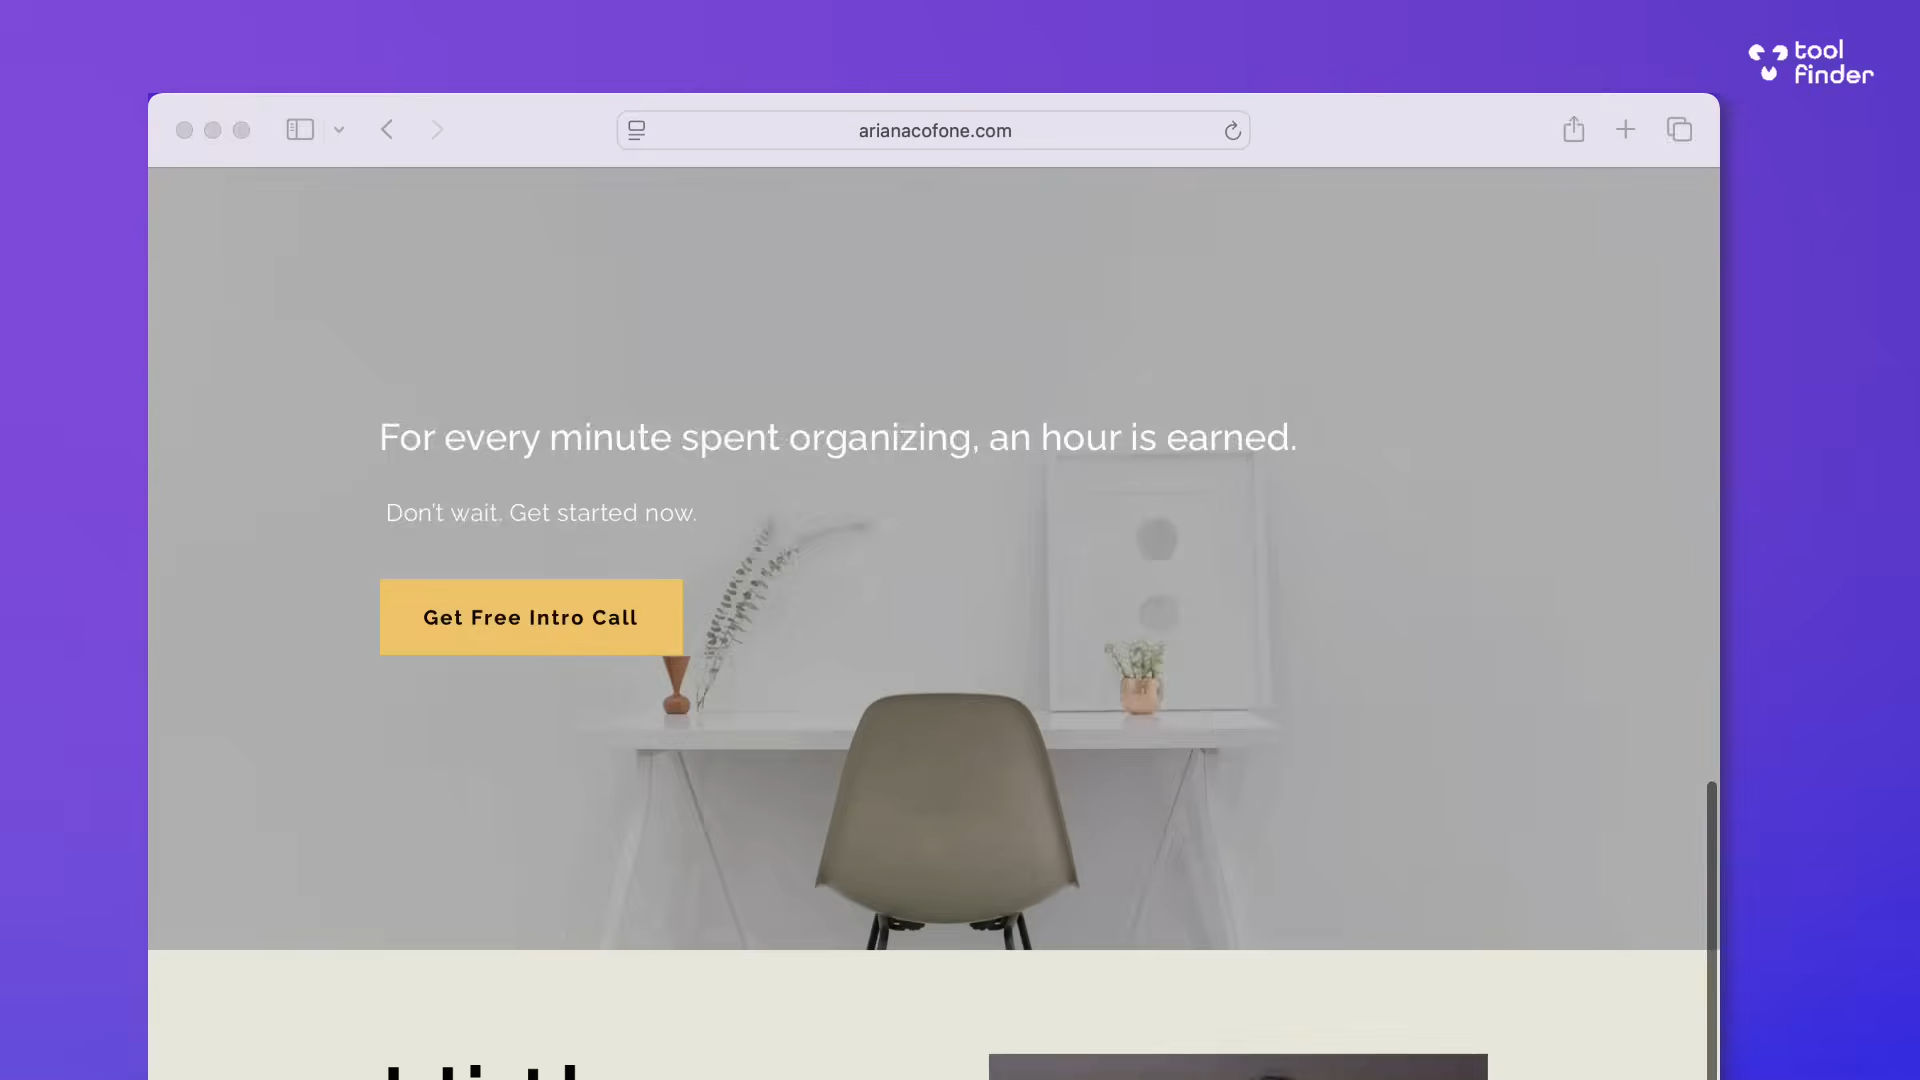 tool
finder
arianacofone.com
For every minute spent organizing, an hour is earned.
Don't wait. Get started now.
Get Free Intro Call